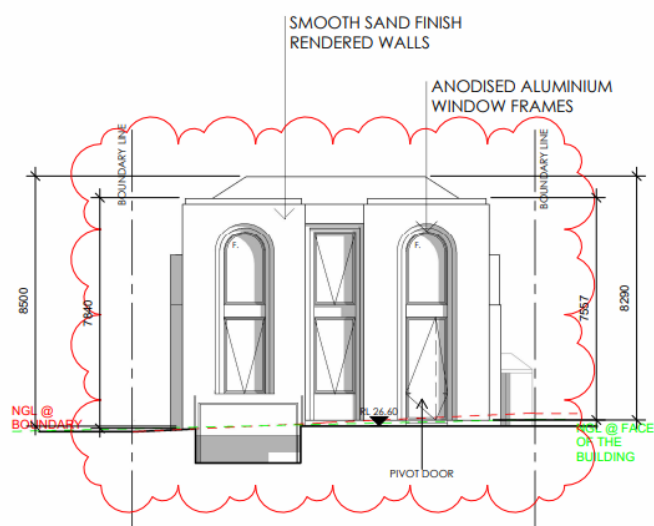 SMOOTH SAND FINISH
RENDERED WALLS
ANODISED ALUMINIUM
WINDOW FRAMES
BOUNDARY LINE
BOUNDARY LINE
F.
F.
8500
7840
7557
8290
NGL @
BOUNDARY
RL 26.60
NGL @ FACE
OF THE
BUILDING
PIVOT DOOR